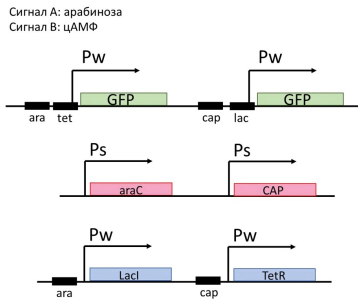 Сигнал А: арабиноза
Сигнал В: цАМФ
Pw Pw
GFP GFP
ara tet cap lac
Ps Ps
araC CAP
Pw Pw
LacI TetR
ara cap